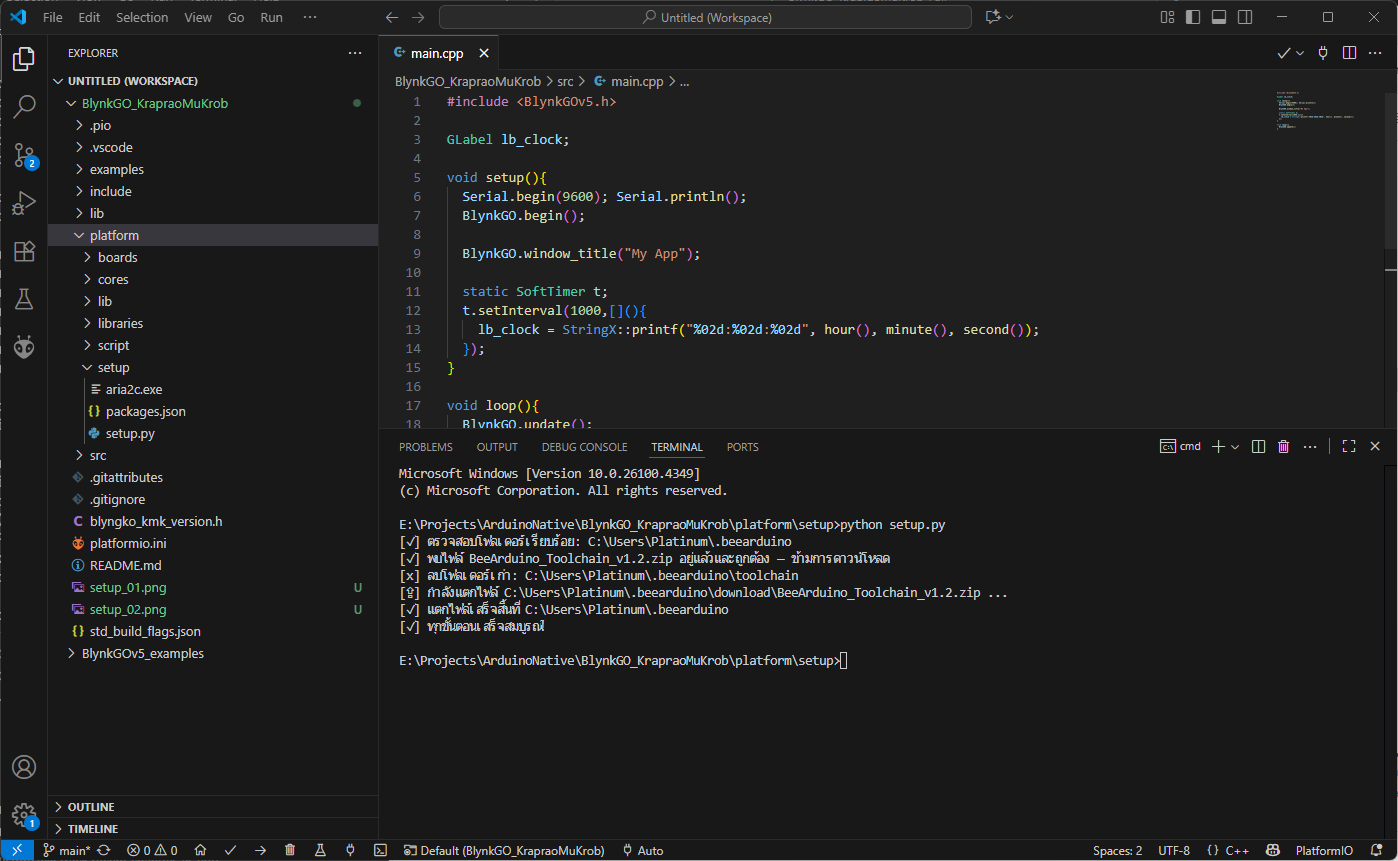 File Edit Selection View Go Run ··· Untitled (Workspace)
EXPLORER
UNTITLED (WORKSPACE)
BlynkGO_KrapraoMuKrob
.pio
.vscode
examples
include
lib
platform
boards
cores
lib
libraries
script
setup
aria2c.exe
packages.json
setup.py
src
.gitattributes
.gitignore
blyngko_kmk_version.h
platformio.ini
README.md
setup_01.png U
setup_02.png U
std_build_flags.json
BlynkGOv5_examples
OUTLINE
TIMELINE
2
1
main.cpp
BlynkGO_KrapraoMuKrob > src > main.cpp > ...
1 #include <BlynkGOv5.h>
2
3 GLabel lb_clock;
4
5 void setup(){
6 Serial.begin(9600); Serial.println();
7 BlynkGO.begin();
8
9 BlynkGO.window_title("My App");
10
11 static SoftTimer t;
12 t.setInterval(1000,[](){
13 lb_clock = StringX::printf("%02d:%02d:%02d", hour(), minute(), second());
14 });
15 }
16
17 void loop(){
18 BlynkGO.update();
PROBLEMS OUTPUT DEBUG CONSOLE TERMINAL PORTS cmd
Microsoft Windows [Version 10.0.26100.4349]
(c) Microsoft Corporation. All rights reserved.
E:\Projects\ArduinoNative\BlynkGO_KrapraoMuKrob\platform\setup>python setup.py
[✓] ตรวจสอบโฟลเดอร์เรียบร้อย: C:\Users\Platinum\.beearduino
[✓] พบไฟล์ BeeArduino_Toolchain_v1.2.zip อยู่แล้วและถูกต้อง — ข้ามการดาวน์โหลด
[x] ลบโฟลเดอร์เก่า: C:\Users\Platinum\.beearduino\toolchain
[⇪] กำลังแตกไฟล์ C:\Users\Platinum\.beearduino\download\BeeArduino_Toolchain_v1.2.zip ...
[✓] แตกไฟล์เสร็จสิ้นที่ C:\Users\Platinum\.beearduino
[✓] ทุกขั้นตอนเสร็จสมบูรณ์
E:\Projects\ArduinoNative\BlynkGO_KrapraoMuKrob\platform\setup>
main* 0 0 Default (BlynkGO_KrapraoMuKrob) Auto Spaces: 2 UTF-8 {} C++ PlatformIO